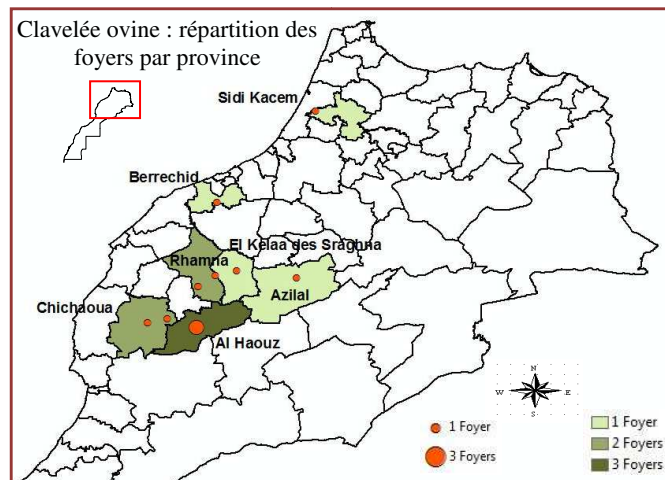 Clavelée ovine : répartition des
foyers par province
Sidi Kacem
Berrechid
El Kelaa des Sraghna
Rhamna
Azilal
Chichaoua
Al Haouz
N
W E
S
1 Foyer
3 Foyers
1 Foyer
2 Foyers
3 Foyers